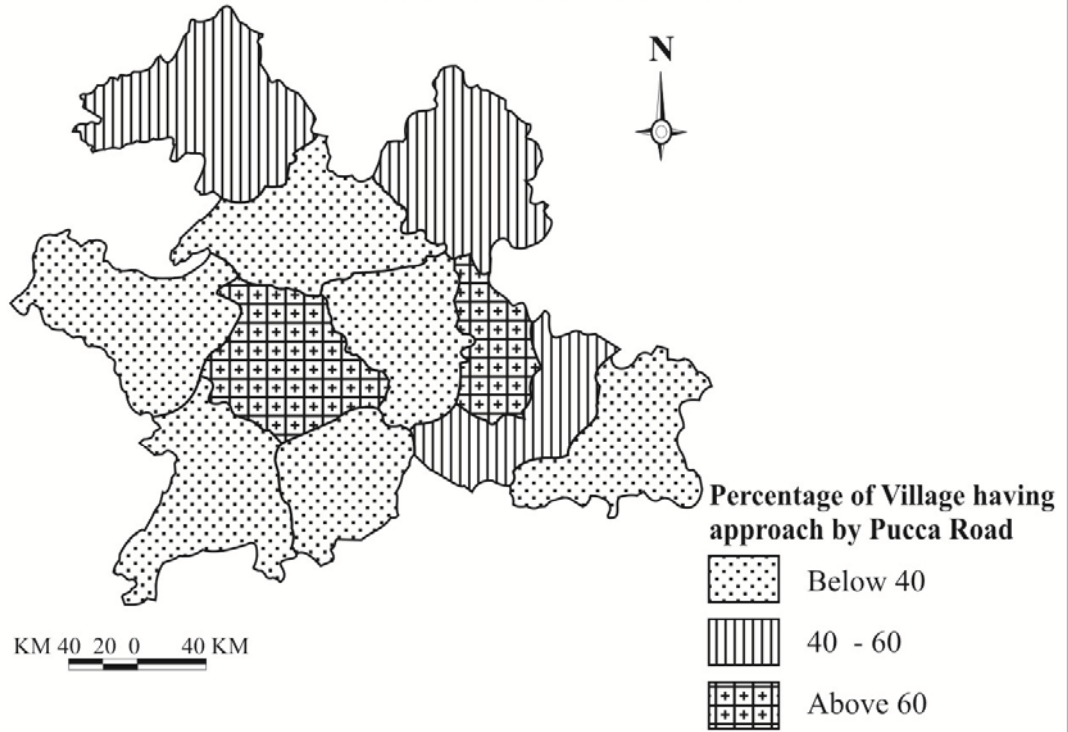 N
Percentage of Village having
approach by Pucca Road
Below 40
40 - 60
Above 60
KM 40 20 0 40 KM